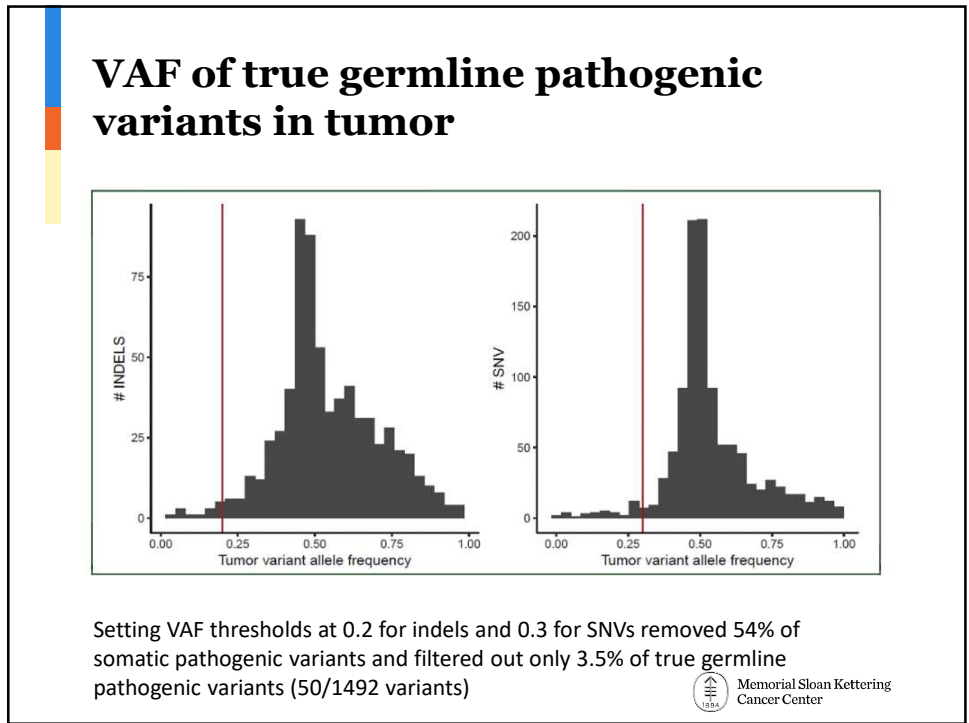 VAF of true germline pathogenic
variants in tumor
# INDELS
75
50
25
0
0.00 0.25 0.50 0.75 1.00
Tumor variant allele frequency
# SNV
200
150
100
50
0
0.00 0.25 0.50 0.75 1.00
Tumor variant allele frequency
Setting VAF thresholds at 0.2 for indels and 0.3 for SNVs removed 54% of
somatic pathogenic variants and filtered out only 3.5% of true germline
pathogenic variants (50/1492 variants)
1884
Memorial Sloan Kettering
Cancer Center